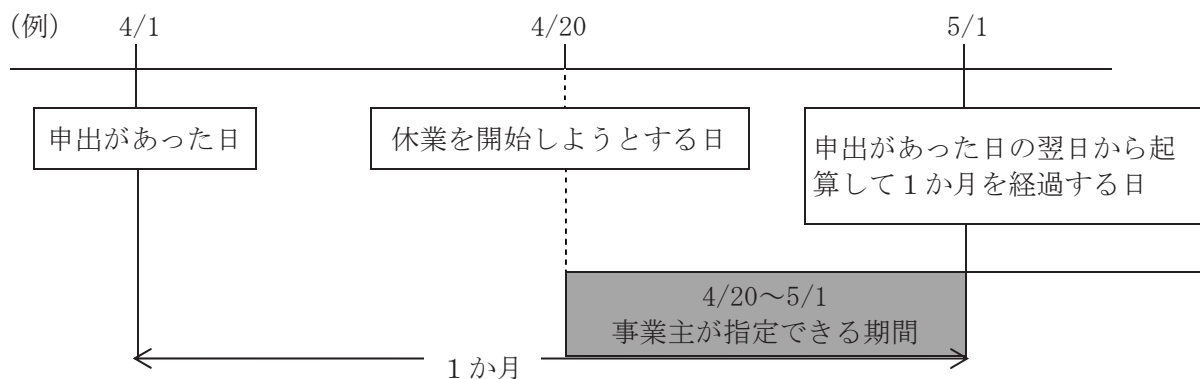 (例) 4/1 4/20 5/1
申出があった日
休業を開始しようとする日
申出があった日の翌日から起
算して１か月を経過する日
4/20～5/1
事業主が指定できる期間
１か月